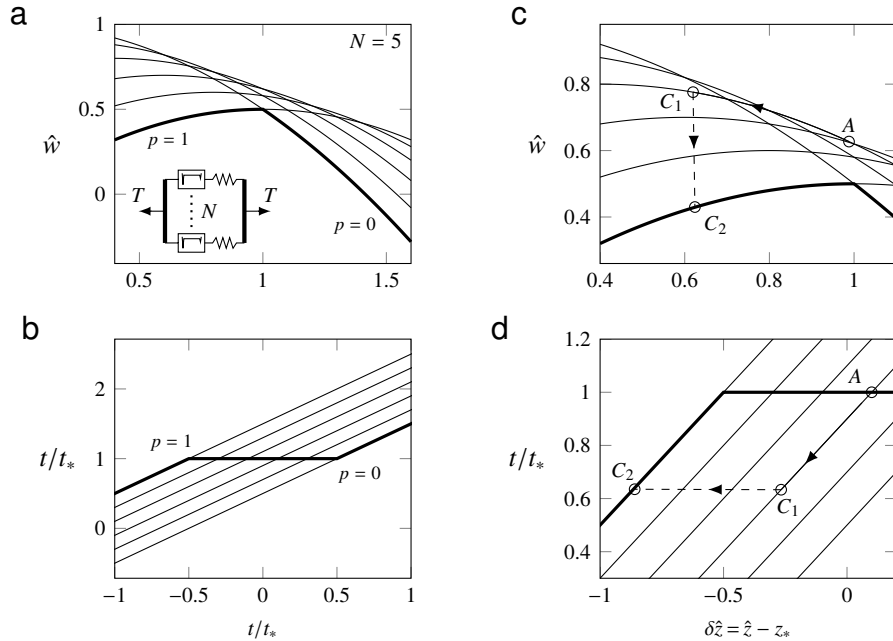 a
1
0.5
0
ŵ
N = 5
p = 1
p = 0
T
N
T
0.5
1
1.5
c
0.8
0.6
0.4
ŵ
C₁
A
C₂
0.4
0.6
0.8
1
b
2
1
0
t/t*
p = 1
p = 0
−1
−0.5
0
0.5
1
t/t*
d
1.2
1
0.8
0.6
0.4
t/t*
A
C₂
C₁
−1
−0.5
0
δẑ = ẑ − z*